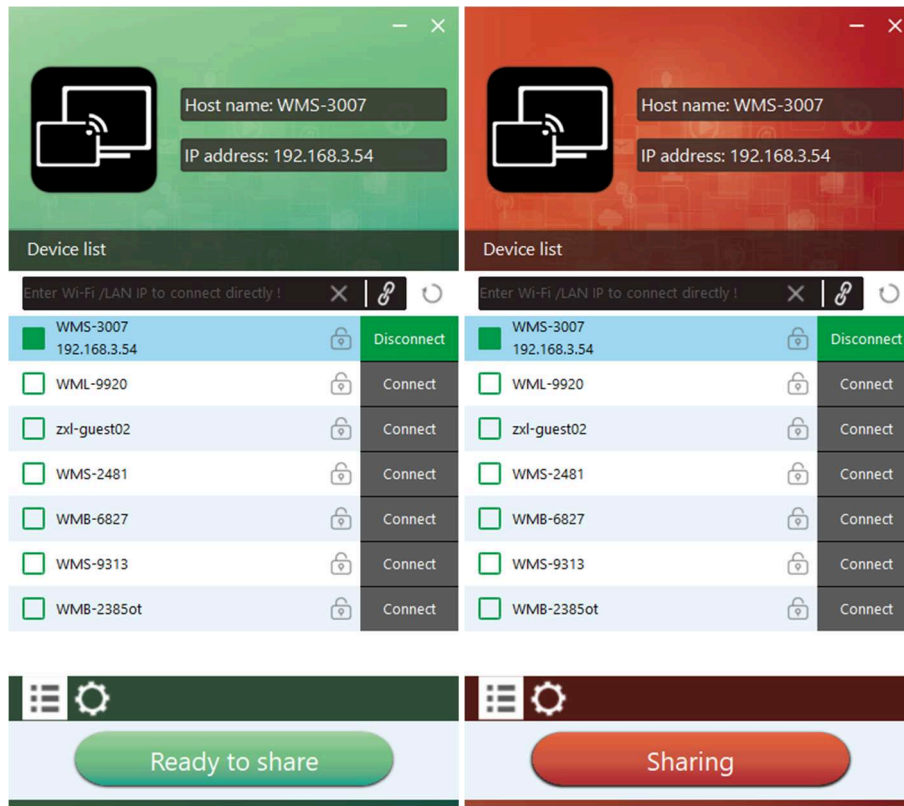 Host name: WMS-3007
IP address: 192.168.3.54
Device list
Enter Wi-Fi /LAN IP to connect directly !
WMS-3007
192.168.3.54
Disconnect
WML-9920
Connect
zxl-guest02
Connect
WMS-2481
Connect
WMB-6827
Connect
WMS-9313
Connect
WMB-2385ot
Connect
Ready to share
Host name: WMS-3007
IP address: 192.168.3.54
Device list
Enter Wi-Fi /LAN IP to connect directly !
WMS-3007
192.168.3.54
Disconnect
WML-9920
Connect
zxl-guest02
Connect
WMS-2481
Connect
WMB-6827
Connect
WMS-9313
Connect
WMB-2385ot
Connect
Sharing